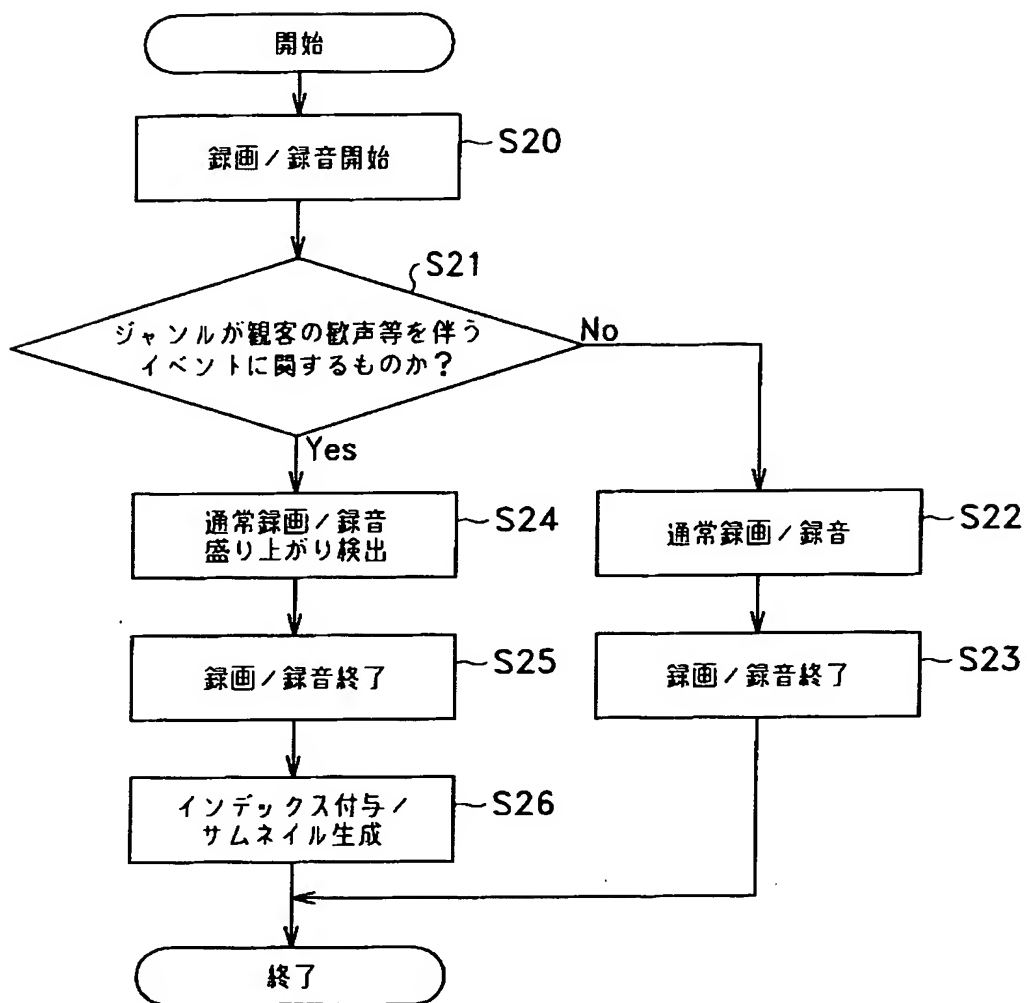 開始
録画/録音開始
S20
S21
ジャンルが観客の歓声等を伴う
イベントに関するものか?
No
Yes
通常録画/録音
盛り上がり検出
S24
通常録画/録音
S22
録画/録音終了
S25
録画/録音終了
S23
インデックス付与/
サムネイル生成
S26
終了